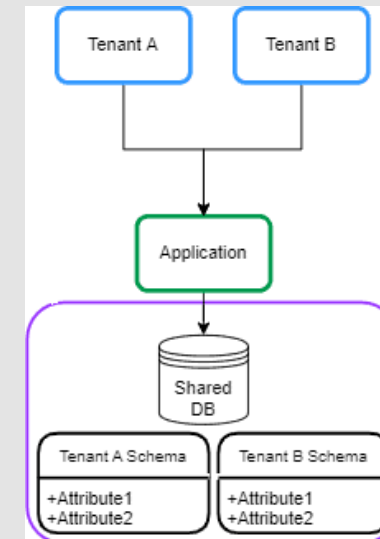 Tenant A
Tenant B
Application
Shared
DB
Tenant A Schema
+Attribute1
+Attribute2
Tenant B Schema
+Attribute1
+Attribute2